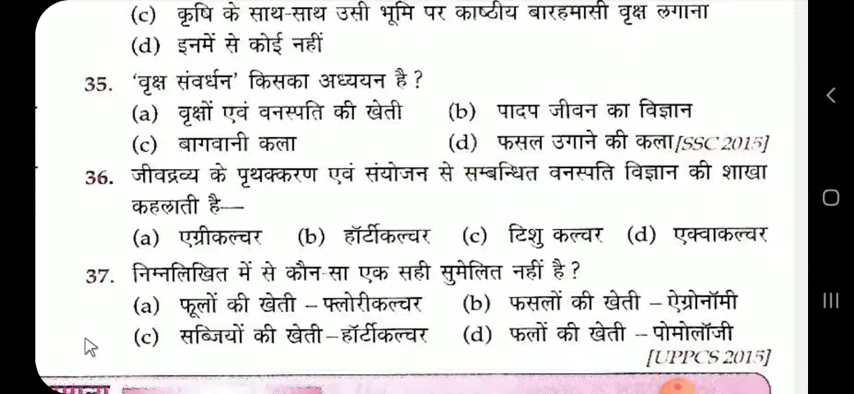 (c) कृषि के साथ-साथ उसी भूमि पर काष्ठीय बारहमासी वृक्ष लगाना
(d) इनमें से कोई नहीं
35. ‘वृक्ष संवर्धन’ किसका अध्ययन है?
(a) वृक्षों एवं वनस्पति की खेती (b) पादप जीवन का विज्ञान
(c) बागवानी कला (d) फसल उगाने की कला [SSC 2015]
36. जीवद्रव्य के पृथक्करण एवं संयोजन से सम्बन्धित वनस्पति विज्ञान की शाखा
कहलाती है—
(a) एग्रीकल्चर (b) हॉर्टीकल्चर (c) टिशु कल्चर (d) एक्वाकल्चर
37. निम्नलिखित में से कौन-सा एक सही सुमेलित नहीं है?
(a) फूलों की खेती – फ्लोरीकल्चर (b) फसलों की खेती – ऐग्रोनॉमी
(c) सब्जियों की खेती – हॉर्टीकल्चर (d) फलों की खेती – पोमोलॉजी
[UPPCS 2015]